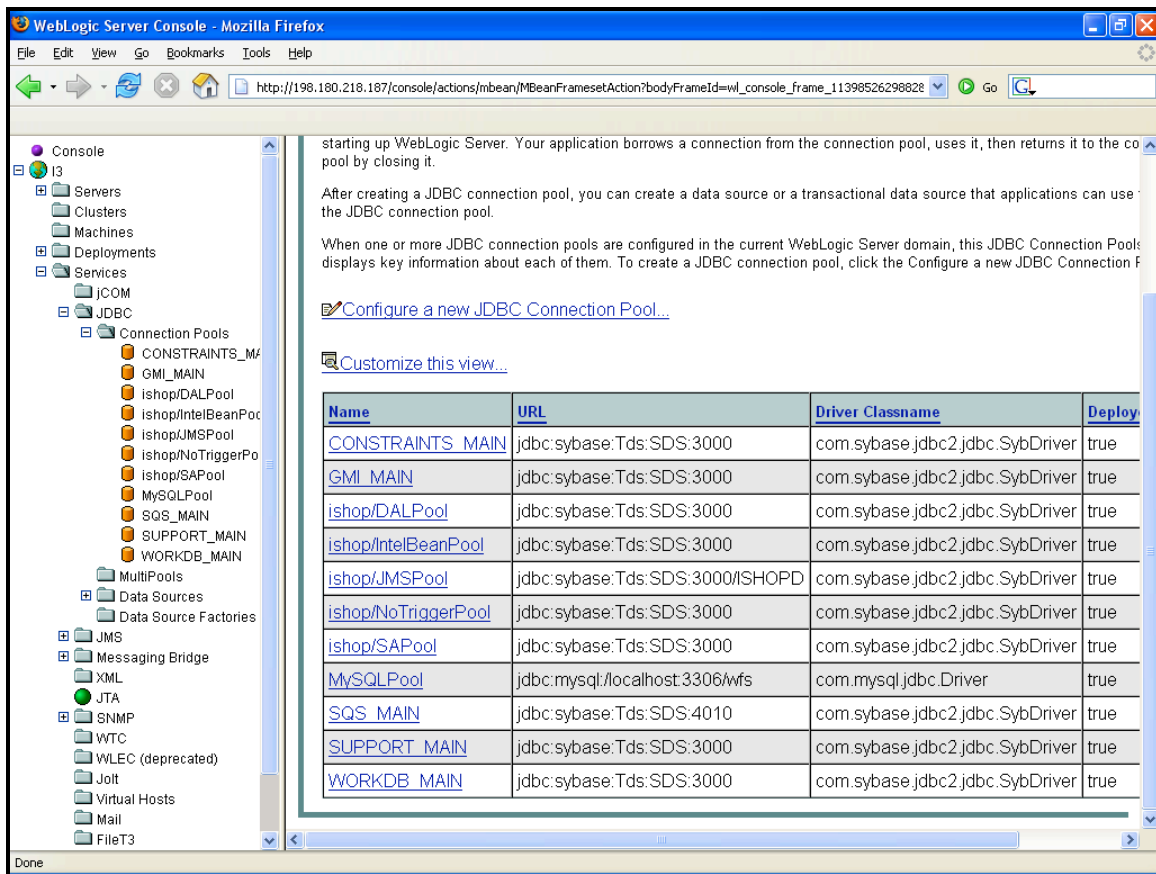 WebLogic Server Console - Mozilla Firefox
File Edit View Go Bookmarks Tools Help
http://198.180.218.187/console/actions/mbean/MBeanFramesetAction?bodyFrameId=wl_console_frame_11398526298828 Go G
Console
I3
Servers
Clusters
Machines
Deployments
Services
jCOM
JDBC
Connection Pools
CONSTRAINTS_MA
GMI_MAIN
ishop/DALPool
ishop/IntelBeanPoo
ishop/JMSPool
ishop/NoTriggerPo
ishop/SAPool
MySQLPool
SQS_MAIN
SUPPORT_MAIN
WORKDB_MAIN
MultiPools
Data Sources
Data Source Factories
JMS
Messaging Bridge
XML
JTA
SNMP
WTC
WLEC (deprecated)
Jolt
Virtual Hosts
Mail
FileT3
starting up WebLogic Server. Your application borrows a connection from the connection pool, uses it, then returns it to the co
pool by closing it.
After creating a JDBC connection pool, you can create a data source or a transactional data source that applications can use
the JDBC connection pool.
When one or more JDBC connection pools are configured in the current WebLogic Server domain, this JDBC Connection Pools
displays key information about each of them. To create a JDBC connection pool, click the Configure a new JDBC Connection P
Configure a new JDBC Connection Pool...
Customize this view...
Name URL Driver Classname Deploye
CONSTRAINTS_MAIN jdbc:sybase:Tds:SDS:3000 com.sybase.jdbc2.jdbc.SybDriver true
GMI_MAIN jdbc:sybase:Tds:SDS:3000 com.sybase.jdbc2.jdbc.SybDriver true
ishop/DALPool jdbc:sybase:Tds:SDS:3000 com.sybase.jdbc2.jdbc.SybDriver true
ishop/IntelBeanPool jdbc:sybase:Tds:SDS:3000 com.sybase.jdbc2.jdbc.SybDriver true
ishop/JMSPool jdbc:sybase:Tds:SDS:3000/ISHOPD com.sybase.jdbc2.jdbc.SybDriver true
ishop/NoTriggerPool jdbc:sybase:Tds:SDS:3000 com.sybase.jdbc2.jdbc.SybDriver true
ishop/SAPool jdbc:sybase:Tds:SDS:3000 com.sybase.jdbc2.jdbc.SybDriver true
MySQLPool jdbc:mysql:/localhost:3306/wfs com.mysql.jdbc.Driver true
SQS_MAIN jdbc:sybase:Tds:SDS:4010 com.sybase.jdbc2.jdbc.SybDriver true
SUPPORT_MAIN jdbc:sybase:Tds:SDS:3000 com.sybase.jdbc2.jdbc.SybDriver true
WORKDB_MAIN jdbc:sybase:Tds:SDS:3000 com.sybase.jdbc2.jdbc.SybDriver true
Done